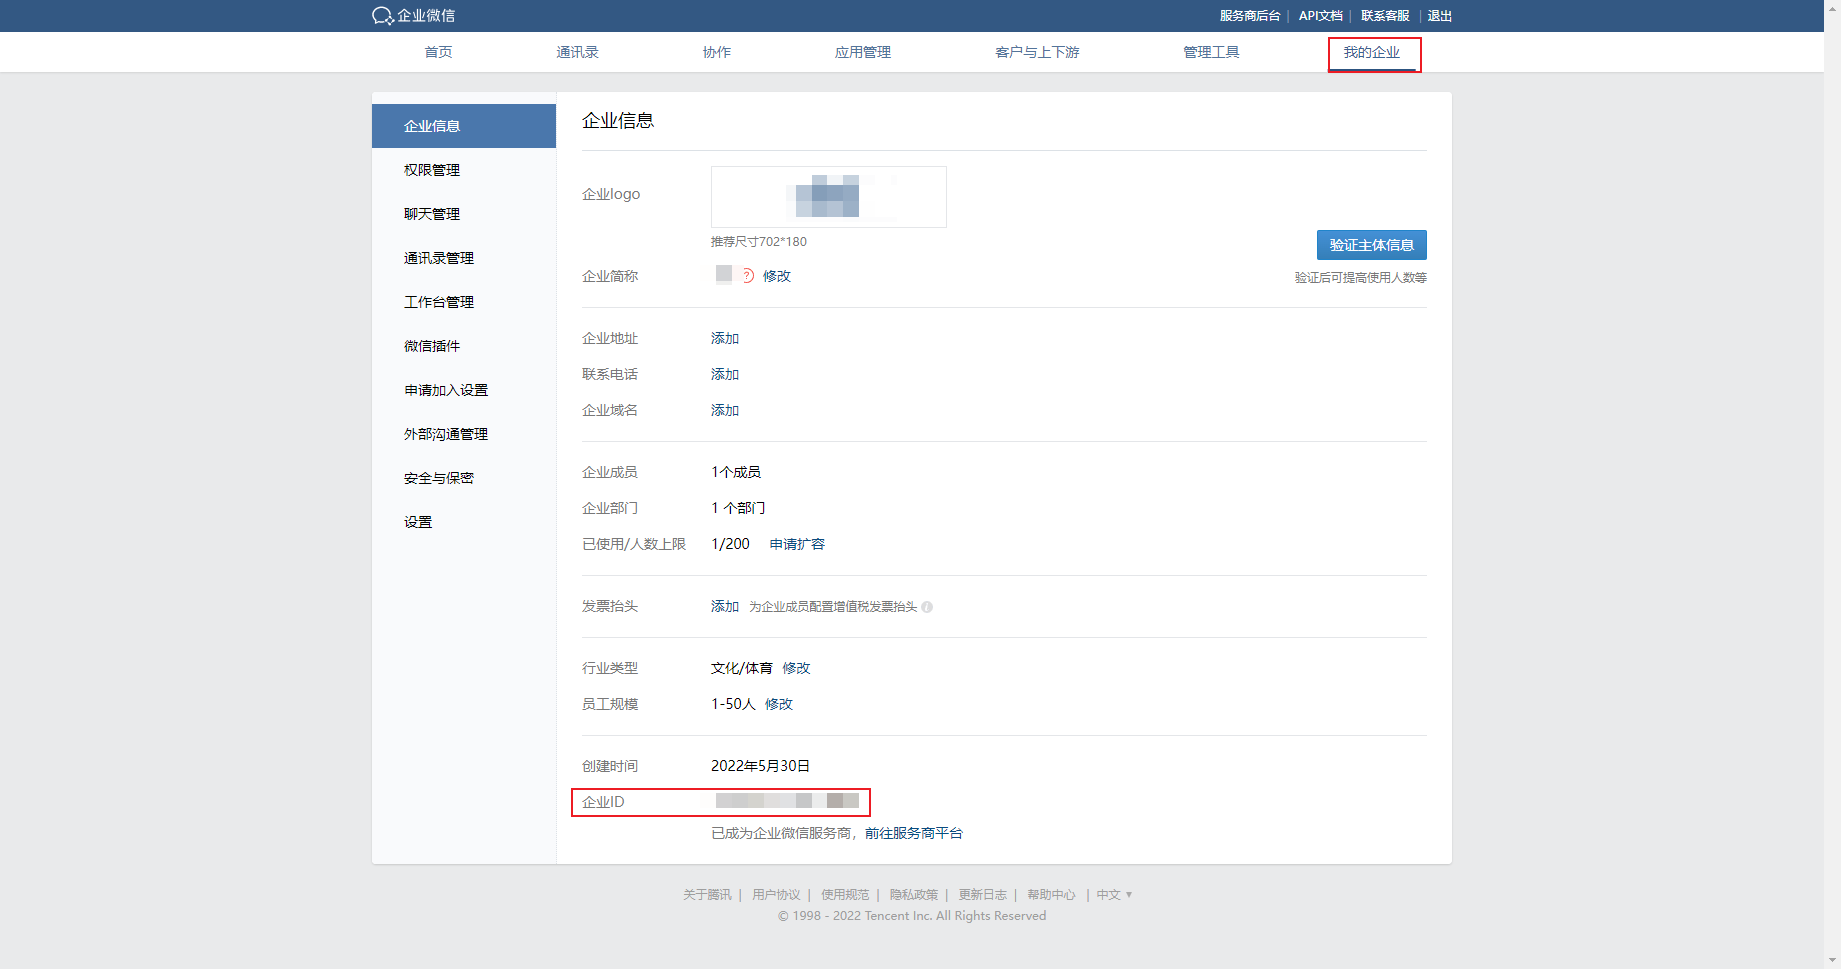 企业微信
服务商后台 | API文档 | 联系客服 | 退出
首页 通讯录 协作 应用管理 客户与上下游 管理工具 我的企业
企业信息
权限管理
聊天管理
通讯录管理
工作台管理
微信插件
申请加入设置
外部沟通管理
安全与保密
设置
企业信息
企业logo
推荐尺寸702*180
验证主体信息
企业简称 ? 修改
验证后可提高使用人数等
企业地址 添加
联系电话 添加
企业域名 添加
企业成员 1个成员
企业部门 1 个部门
已使用/人数上限 1/200 申请扩容
发票抬头 添加 为企业成员配置增值税发票抬头 i
行业类型 文化/体育 修改
员工规模 1-50人 修改
创建时间 2022年5月30日
企业ID
已成为企业微信服务商，前往服务商平台
关于腾讯 | 用户协议 | 使用规范 | 隐私政策 | 更新日志 | 帮助中心 | 中文 ▼
© 1998 - 2022 Tencent Inc. All Rights Reserved